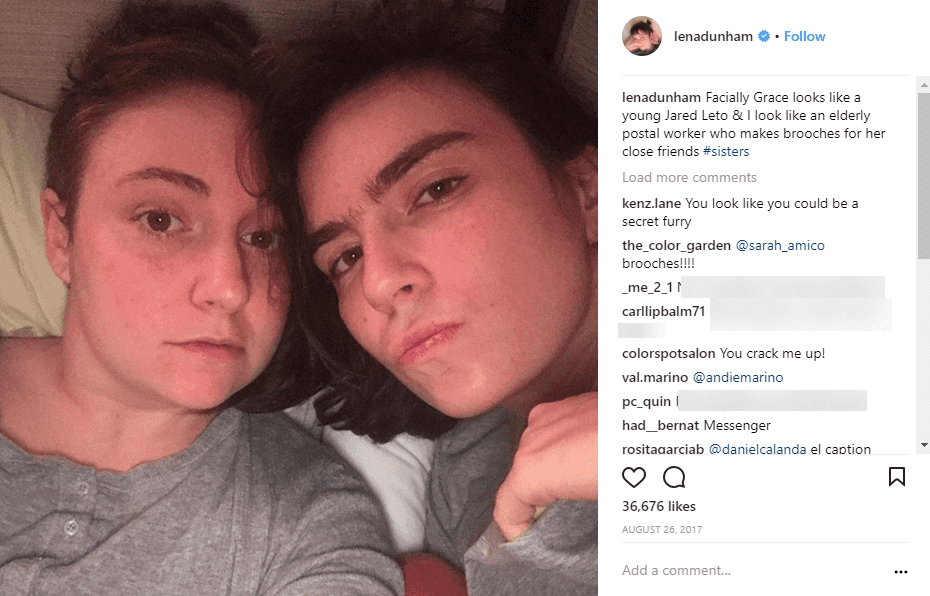 lenadunham • Follow
lenadunham Facially Grace looks like a
young Jared Leto & I look like an elderly
postal worker who makes brooches for her
close friends #sisters
Load more comments
kenz.lane You look like you could be a
secret furry
the_color_garden @sarah_amico
brooches!!!!
_me_2_1
carllipbalm71
colorspotsalon You crack me up!
val.marino @andiemarino
pc_quin
had__bernat Messenger
rositagarciab @danielcalanda el caption
36,676 likes
AUGUST 26, 2017
Add a comment...